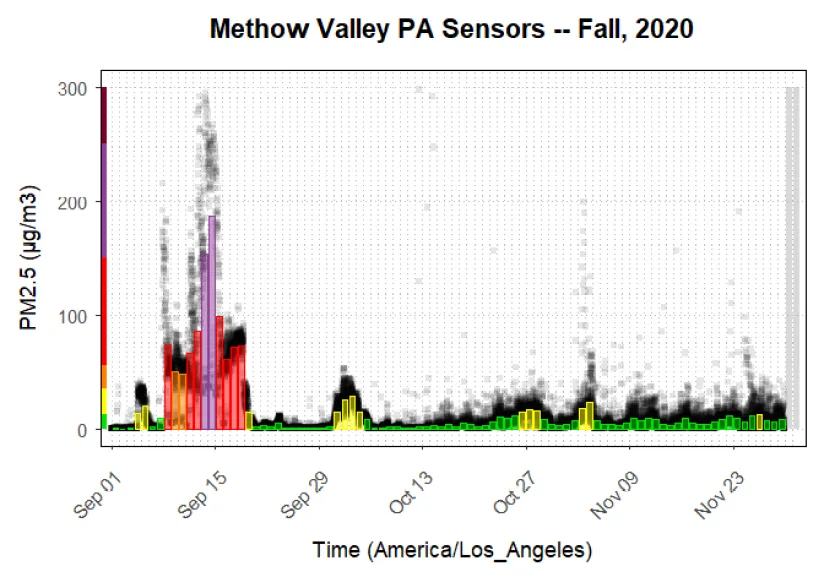 Methow Valley PA Sensors -- Fall, 2020
300
200
100
0
PM2.5 (µg/m3)
Sep 01
Sep 15
Sep 29
Oct 13
Oct 27
Nov 09
Nov 23
Time (America/Los_Angeles)